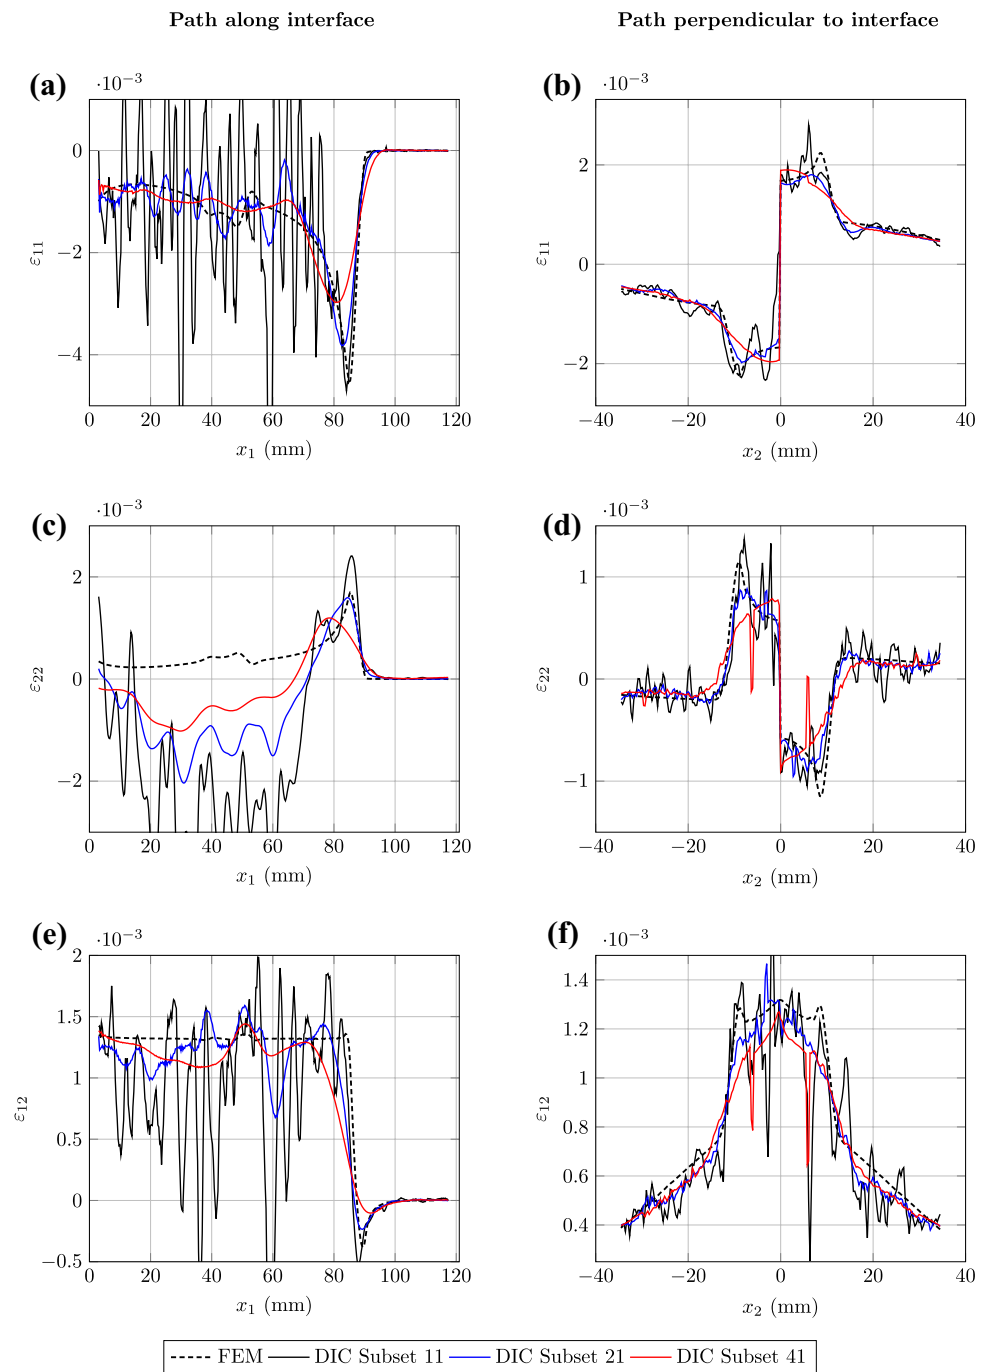 Path along interface
Path perpendicular to interface
(a)
·10⁻³
0
−2
−4
ε₁₁
0 20 40 60 80 100 120
x₁ (mm)
(b)
·10⁻³
2
0
−2
ε₁₁
−40 −20 0 20 40
x₂ (mm)
(c)
·10⁻³
2
0
−2
ε₂₂
0 20 40 60 80 100 120
x₁ (mm)
(d)
·10⁻³
1
0
−1
ε₂₂
−40 −20 0 20 40
x₂ (mm)
(e)
·10⁻³
2
1.5
1
0.5
0
−0.5
ε₁₂
0 20 40 60 80 100 120
x₁ (mm)
(f)
·10⁻³
1.4
1.2
1
0.8
0.6
0.4
ε₁₂
−40 −20 0 20 40
x₂ (mm)
FEM DIC Subset 11 DIC Subset 21 DIC Subset 41